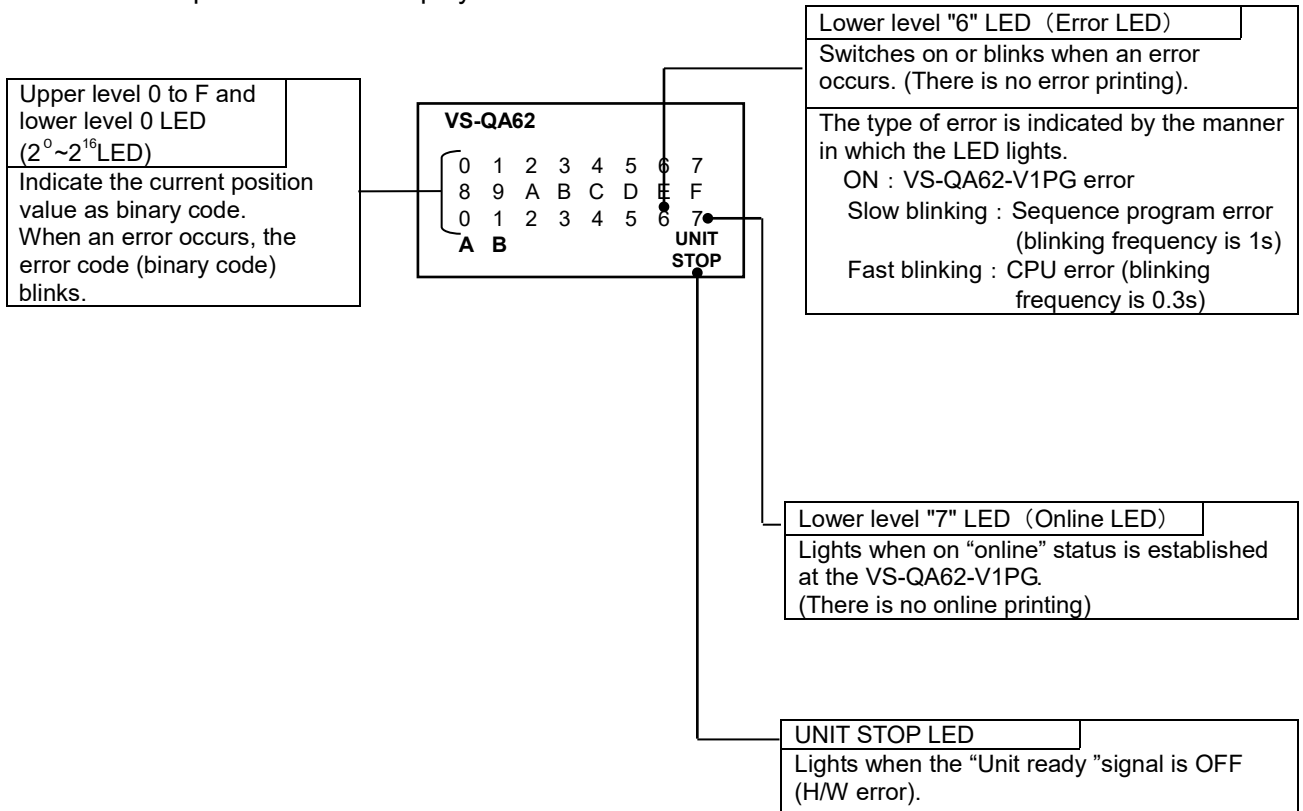 Lower level "6" LED（Error LED）
Switches on or blinks when an error
occurs. (There is no error printing).
The type of error is indicated by the manner
in which the LED lights.
ON：VS-QA62-V1PG error
Slow blinking：Sequence program error
(blinking frequency is 1s)
Fast blinking：CPU error (blinking
frequency is 0.3s)
Upper level 0 to F and
lower level 0 LED
(2^0~2^16LED)
Indicate the current position
value as binary code.
When an error occurs, the
error code (binary code)
blinks.
VS-QA62
0 1 2 3 4 5 6 7
8 9 A B C D E F
0 1 2 3 4 5 6 7
A B
UNIT
STOP
Lower level "7" LED（Online LED）
Lights when on “online” status is established
at the VS-QA62-V1PG.
(There is no online printing)
UNIT STOP LED
Lights when the “Unit ready ”signal is OFF
(H/W error).